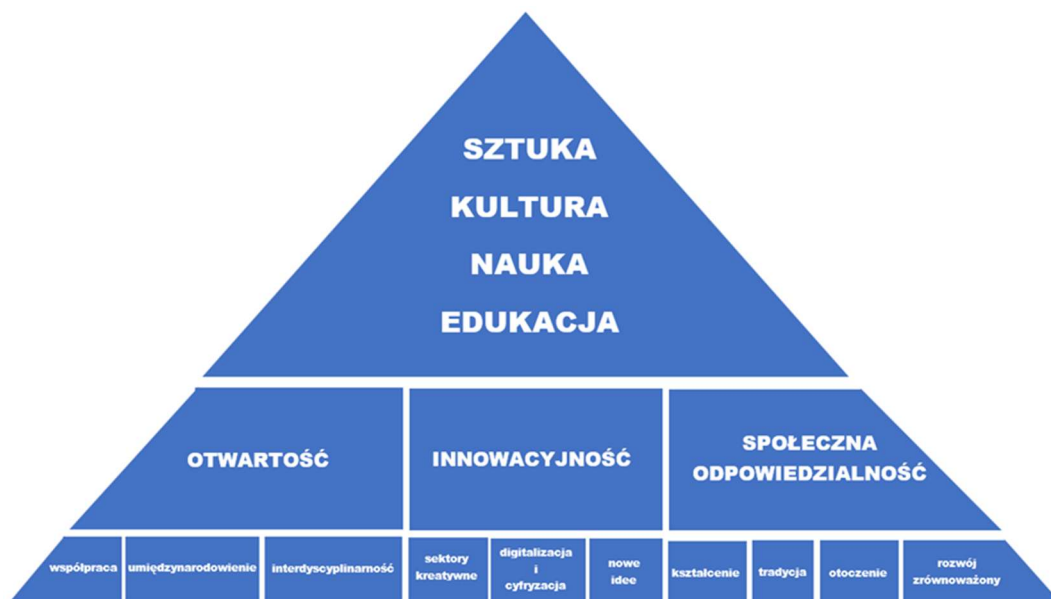 SZTUKA
KULTURA
NAUKA
EDUKACJA
OTWARTOŚĆ
INNOWACYJNOŚĆ
SPOŁECZNA
ODPOWIEDZIALNOŚĆ
współpraca
umiędzynarodowienie
interdyscyplinarność
sektory
kreatywne
digitalizacja
i
cyfryzacja
nowe
idee
kształcenie
tradycja
otoczenie
rozwój
zrównoważony